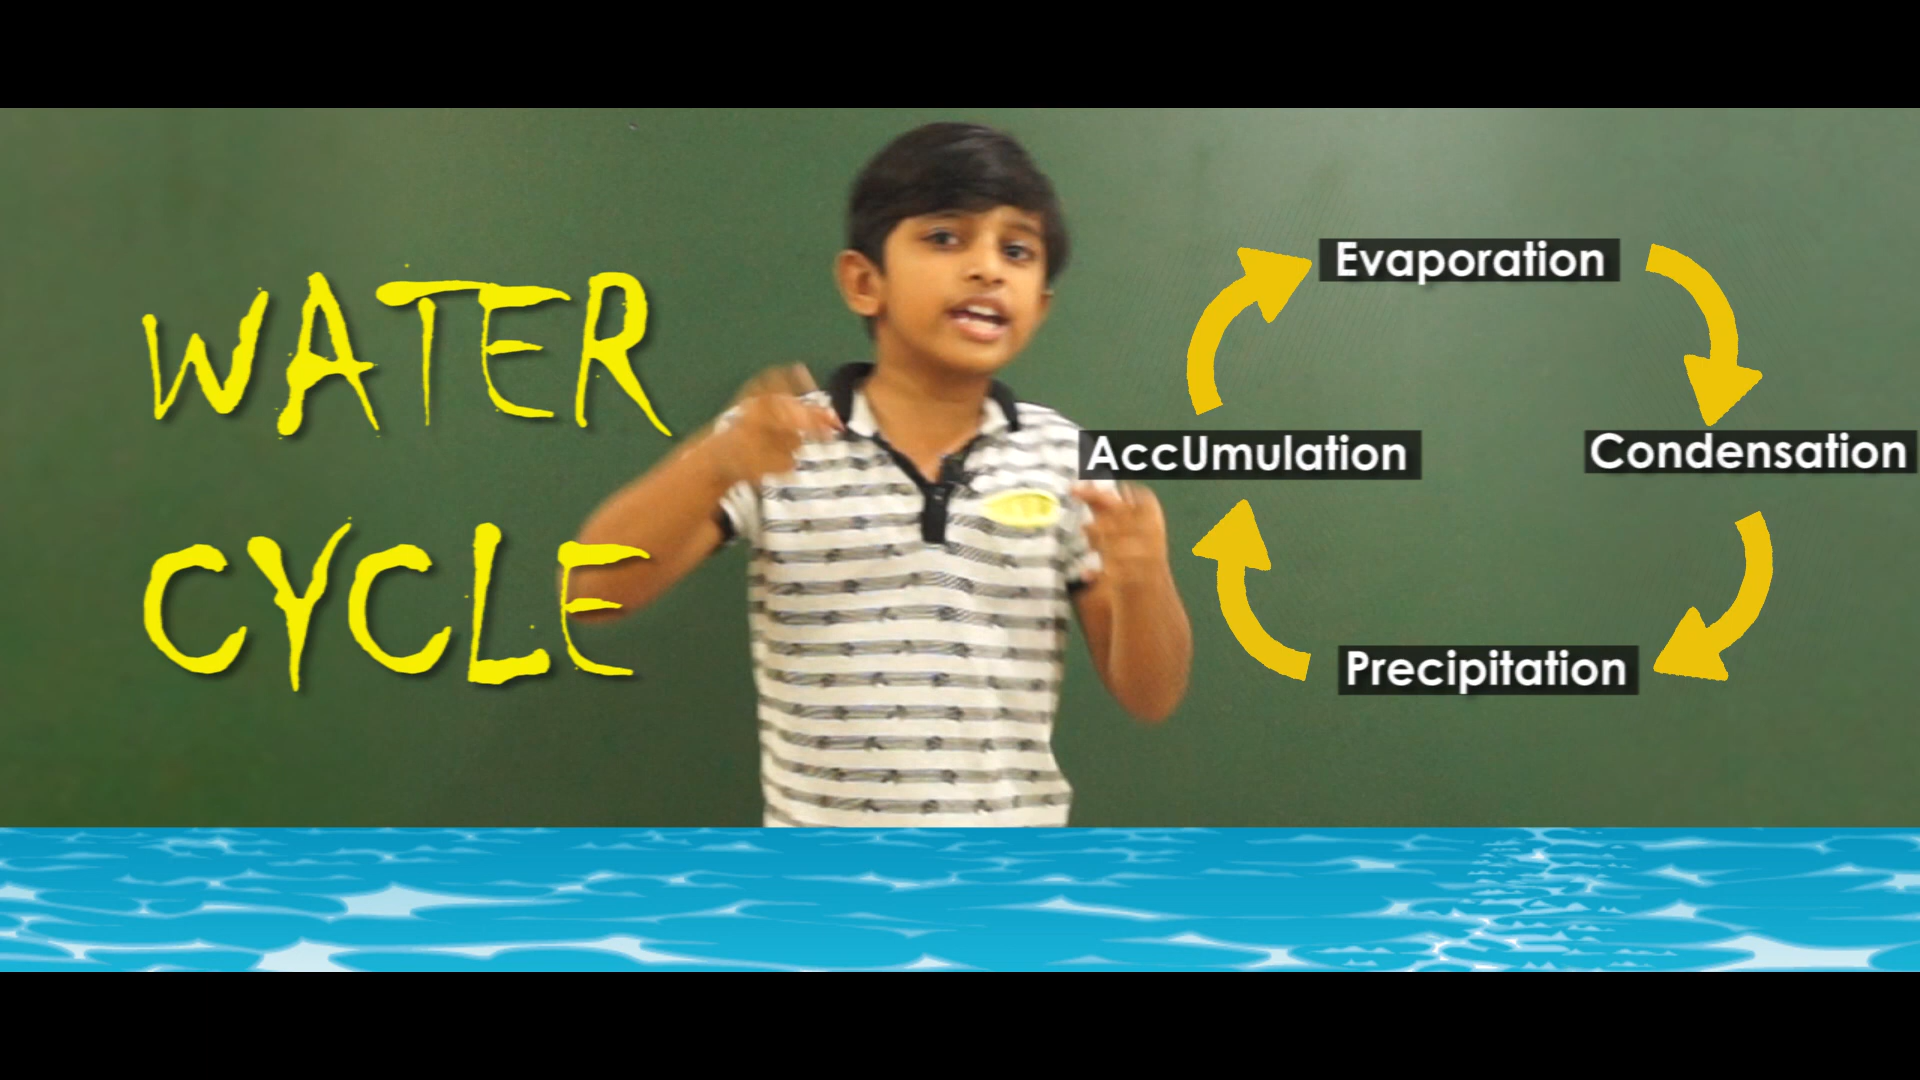 WATER
CYCLE
Evaporation
AccUmulation
Condensation
Precipitation